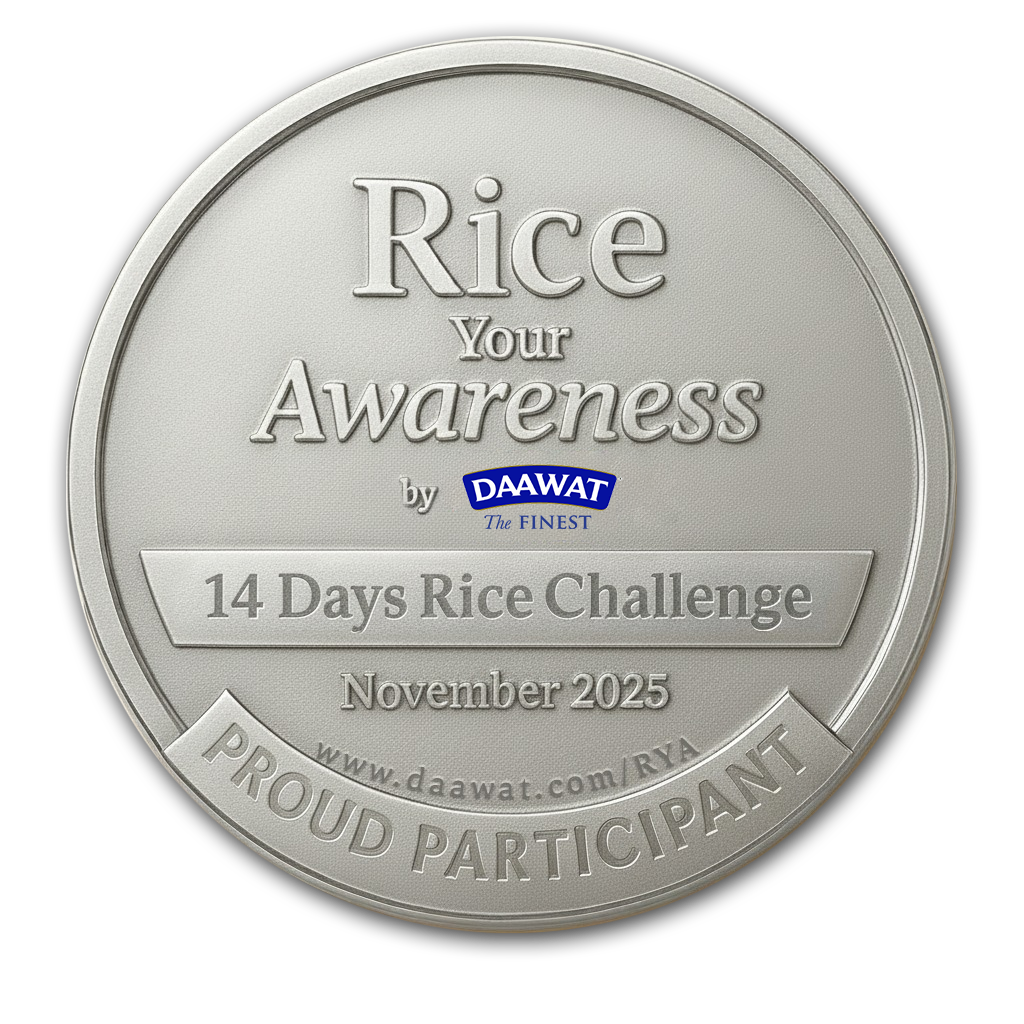 Rice
Your
Awareness
by DAAWAT
The FINEST
14 Days Rice Challenge
November 2025
www.daawat.com/RYA
PROUD PARTICIPANT